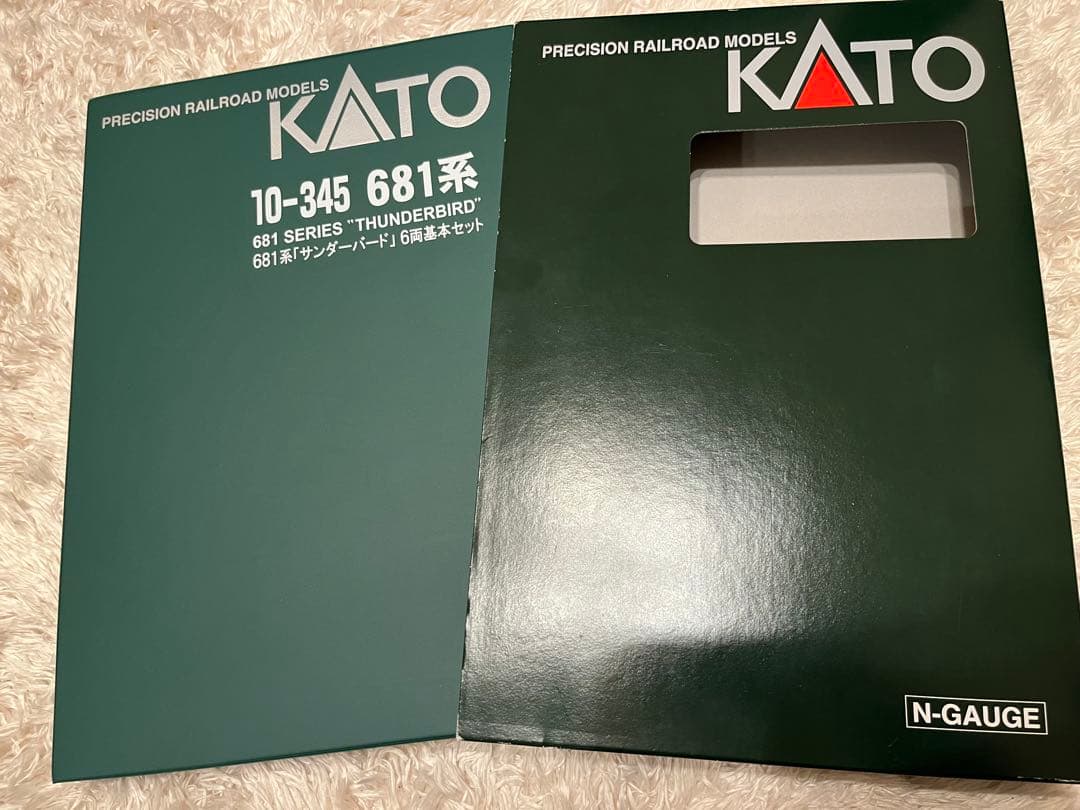 PRECISION RAILROAD MODELS
KATO
10-345 681系
681 SERIES "THUNDERBIRD"
681系「サンダーバード」6両基本セット
PRECISION RAILROAD MODELS
KATO
N-GAUGE